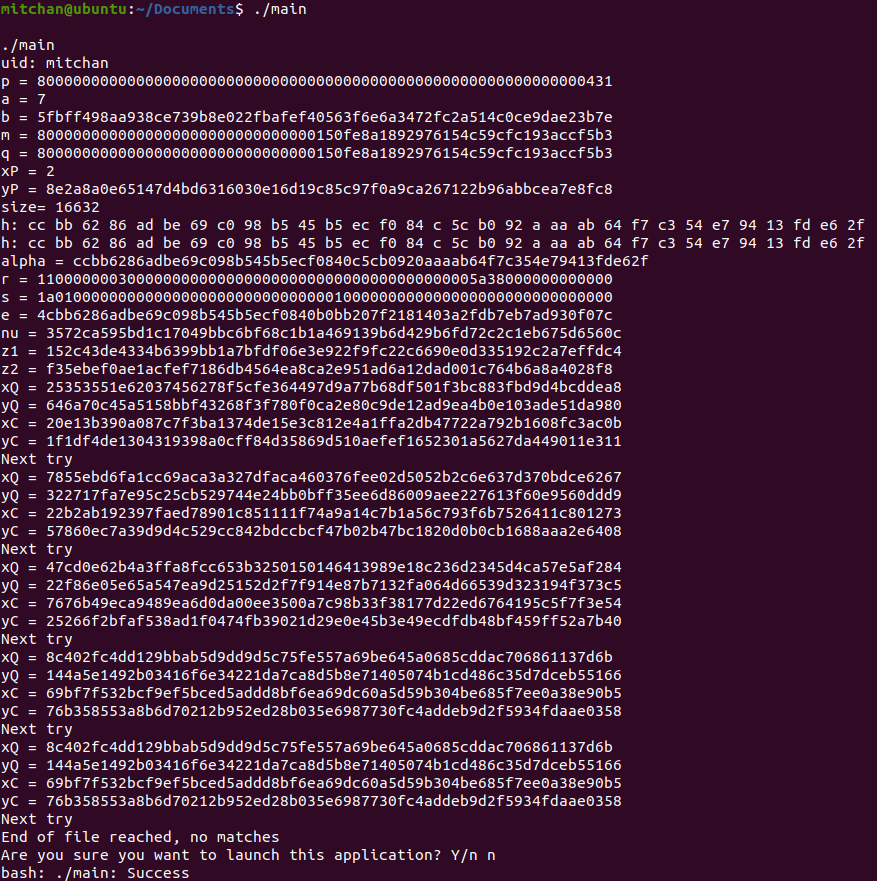 mitchan@ubuntu:~/Documents$ ./main

./main
uid: mitchan
p = 8000000000000000000000000000000000000000000000000000000000000431
a = 7
b = 5fbff498aa938ce739b8e022fbafef40563f6e6a3472fc2a514c0ce9dae23b7e
m = 8000000000000000000000000000000150fe8a1892976154c59cfc193accf5b3
q = 8000000000000000000000000000000150fe8a1892976154c59cfc193accf5b3
xP = 2
yP = 8e2a8a0e65147d4bd6316030e16d19c85c97f0a9ca267122b96abbcea7e8fc8
size= 16632
h: cc bb 62 86 ad be 69 c0 98 b5 45 b5 ec f0 84 c 5c b0 92 a aa ab 64 f7 c3 54 e7 94 13 fd e6 2f
h: cc bb 62 86 ad be 69 c0 98 b5 45 b5 ec f0 84 c 5c b0 92 a aa ab 64 f7 c3 54 e7 94 13 fd e6 2f
alpha = ccbb6286adbe69c098b545b5ecf0840c5cb0920aaaab64f7c354e79413fde62f
r = 1100000003000000000000000000000000000000000000005a38000000000000
s = 1a01000000000000000000000000000000010000000000000000000000000000
e = 4cbb6286adbe69c098b545b5ecf0840b0bb207f2181403a2fdb7eb7ad930f07c
nu = 3572ca595bd1c17049bbc6bf68c1b1a469139b6d429b6fd72c2c1eb675d6560c
z1 = 152c43de4334b6399bb1a7bfdf06e3e922f9fc22c6690e0d335192c2a7effdc4
z2 = f35ebef0ae1acfef7186db4564ea8ca2e951ad6a12dad001c764b6a8a4028f8
xQ = 25353551e62037456278f5cfe364497d9a77b68df501f3bc883fbd9d4bcddea8
yQ = 646a70c45a5158bbf43268f3f780f0ca2e80c9de12ad9ea4b0e103ade51da980
xC = 20e13b390a087c7f3ba1374de15e3c812e4a1ffa2db47722a792b1608fc3ac0b
yC = 1f1df4de1304319398a0cff84d35869d510aefef1652301a5627da449011e311
Next try
xQ = 7855ebd6fa1cc69aca3a327dfaca460376fee02d5052b2c6e637d370bdce6267
yQ = 322717fa7e95c25cb529744e24bb0bff35ee6d86009aee227613f60e9560ddd9
xC = 22b2ab192397faed78901c851111f74a9a14c7b1a56c793f6b7526411c801273
yC = 57860ec7a39d9d4c529cc842bdccbcf47b02b47bc1820d0b0cb1688aaa2e6408
Next try
xQ = 47cd0e62b4a3ffa8fcc653b3250150146413989e18c236d2345d4ca57e5af284
yQ = 22f86e05e65a547ea9d25152d2f7f914e87b7132fa064d66539d323194f373c5
xC = 7676b49eca9489ea6d0da00ee3500a7c98b33f38177d22ed6764195c5f7f3e54
yC = 25266f2bfaf538ad1f0474fb39021d29e0e45b3e49ecdfdb48bf459ff52a7b40
Next try
xQ = 8c402fc4dd129bbab5d9dd9d5c75fe557a69be645a0685cddac706861137d6b
yQ = 144a5e1492b03416f6e34221da7ca8d5b8e71405074b1cd486c35d7dceb55166
xC = 69bf7f532bcf9ef5bced5addd8bf6ea69dc60a5d59b304be685f7ee0a38e90b5
yC = 76b358553a8b6d70212b952ed28b035e6987730fc4addeb9d2f5934fdaae0358
Next try
xQ = 8c402fc4dd129bbab5d9dd9d5c75fe557a69be645a0685cddac706861137d6b
yQ = 144a5e1492b03416f6e34221da7ca8d5b8e71405074b1cd486c35d7dceb55166
xC = 69bf7f532bcf9ef5bced5addd8bf6ea69dc60a5d59b304be685f7ee0a38e90b5
yC = 76b358553a8b6d70212b952ed28b035e6987730fc4addeb9d2f5934fdaae0358
Next try
End of file reached, no matches
Are you sure you want to launch this application? Y/n n
bash: ./main: Success